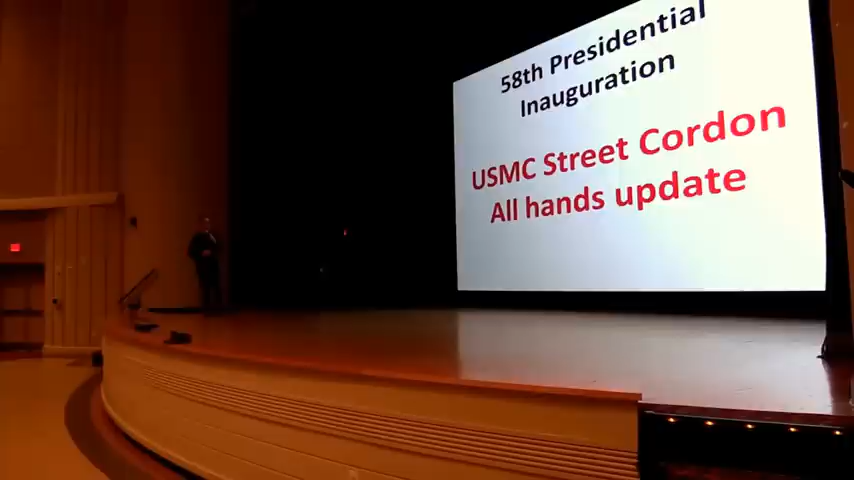 58th Presidential
Inauguration
USMC Street Cordon
All hands update